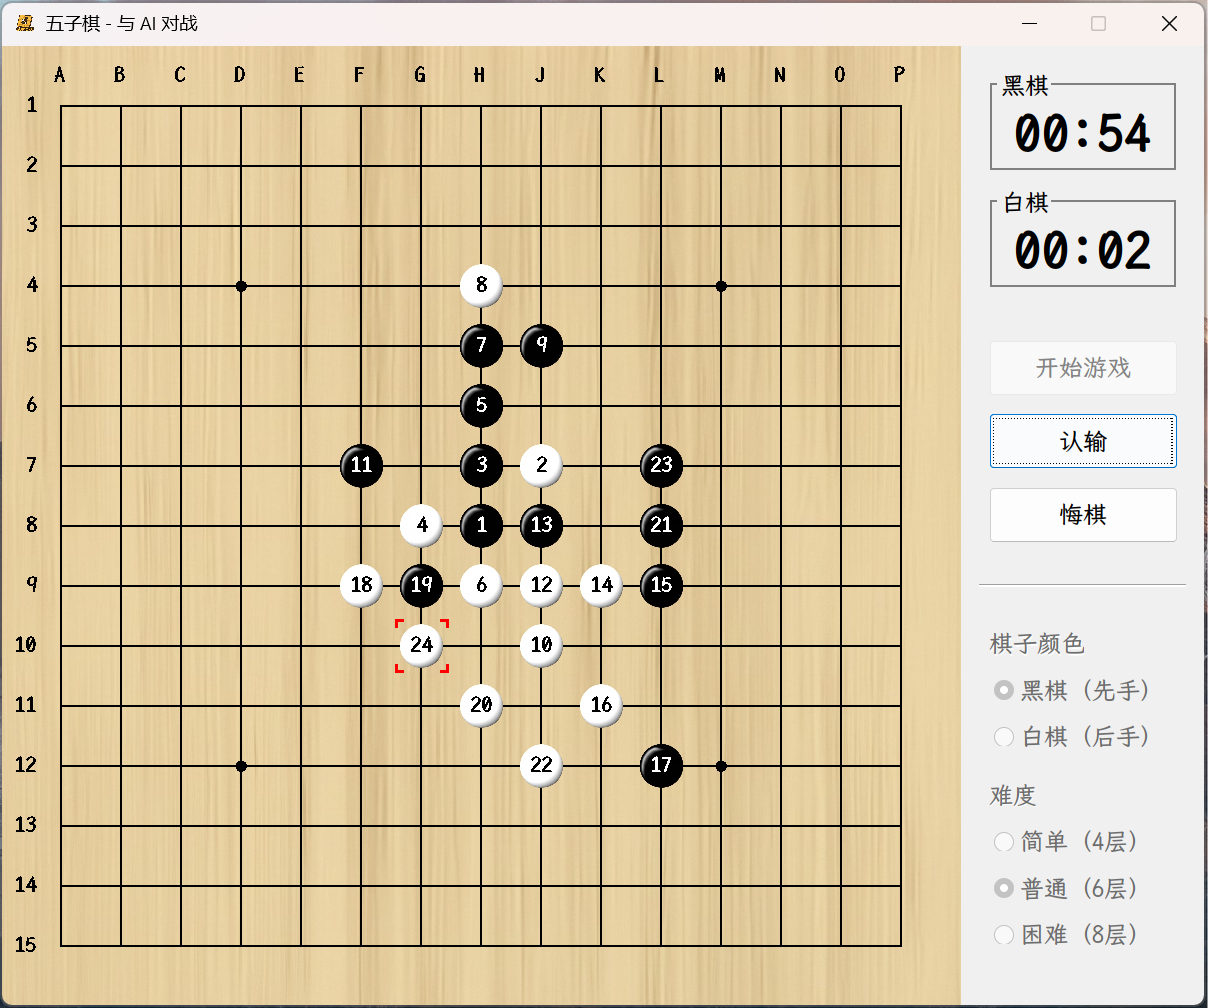 五子棋 - 与 AI 对战
A B C D E F G H J K L M N O P
1
2
3
4 8
5 7 9
6 5
7 11 3 2 23
8 4 1 13 21
9 18 19 6 12 14 15
10 24 10
11 20 16
12 22 17
13
14
15
黑棋
00:54
白棋
00:02
开始游戏
认输
悔棋
棋子颜色
黑棋（先手）
白棋（后手）
难度
简单（4层）
普通（6层）
困难（8层）